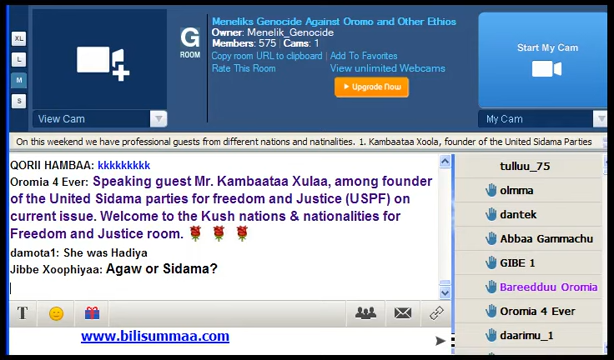 XL
L
M
S
View Cam
G
ROOM
Meneliks Genocide Against Oromo and Other Ethios
Owner: Menelik_Genocide
Members: 575 | Cams: 1
Copy room URL to clipboard | Add To Favorites
Rate This Room View unlimited Webcams
Upgrade Now
Start My Cam
My Cam
On this weekend we have professional guests from different nations and natinalities. 1. Kambaataa Xoola, founder of the United Sidama Parties
QORII HAMBAA: kkkkkkkkk
Oromia 4 Ever: Speaking guest Mr. Kambaataa Xulaa, among founder
of the United Sidama parties for freedom and Justice (USPF) on
current issue. Welcome to the Kush nations & nationalities for
Freedom and Justice room.
damota1: She was Hadiya
Jibbe Xoophiyaa: Agaw or Sidama?
T
www.bilisummaa.com
tulluu_75
olmma
dantek
Abbaa Gammachu
GIBE 1
Bareedduu Oromia
Oromia 4 Ever
daarimu_1